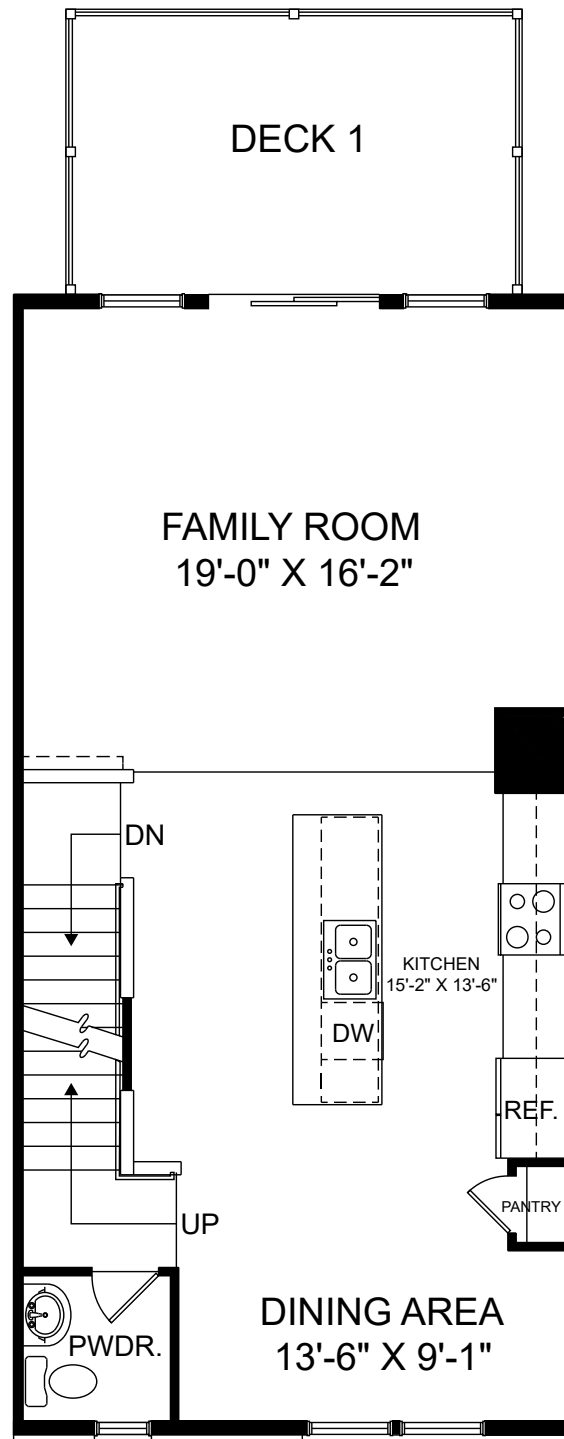 DECK 1
FAMILY ROOM
19'-0" X 16'-2"
DN
KITCHEN
15'-2" X 13'-6"
DW
REF.
PANTRY
UP
DINING AREA
13'-6" X 9'-1"
PWDR.